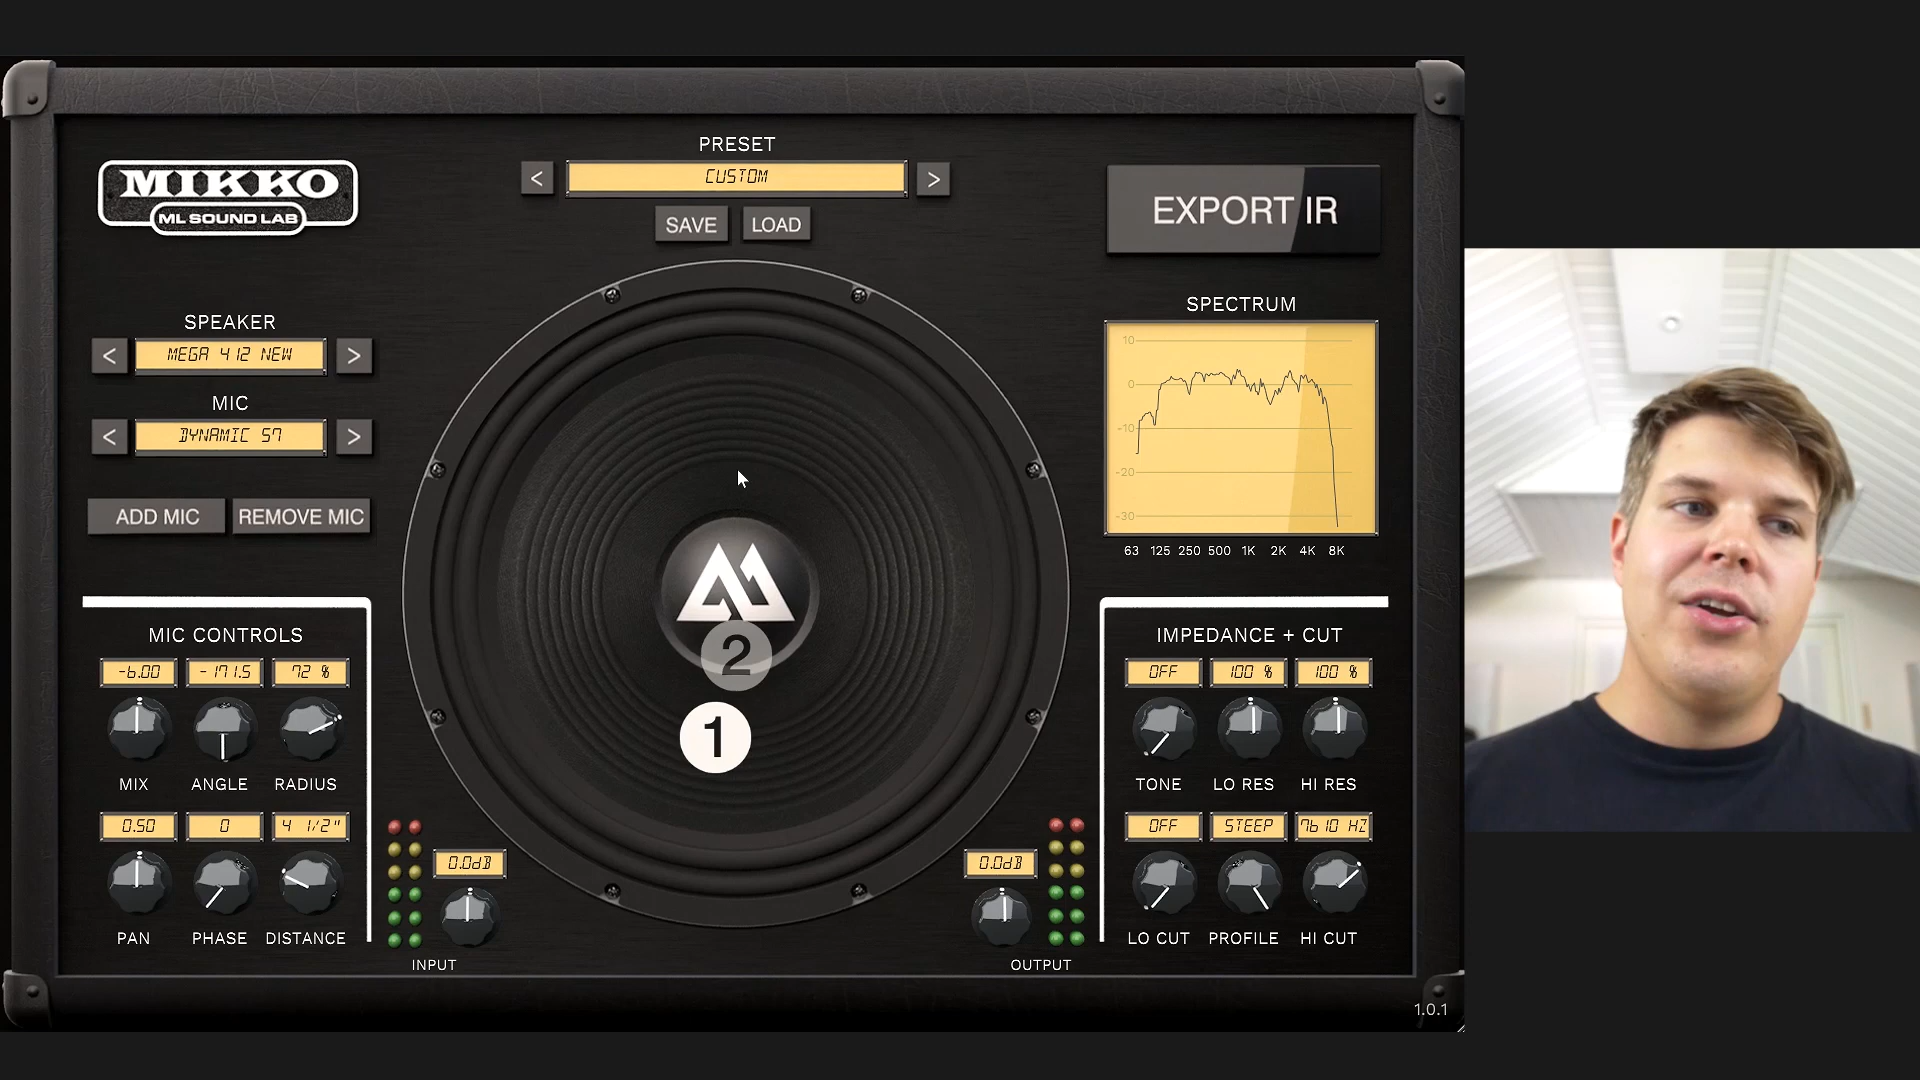 MIKKO
ML SOUND LAB
PRESET
<
CUSTOM
>
SAVE
LOAD
EXPORT IR
SPEAKER
<
MEGA 412 NEW
>
MIC
<
DYNAMIC 57
>
ADD MIC
REMOVE MIC
SPECTRUM
10
0
-10
-20
-30
63 125 250 500 1K 2K 4K 8K
2
1
MIC CONTROLS
-6.00 -171.5 72 %
MIX ANGLE RADIUS
0.50 0 4 1/2"
PAN PHASE DISTANCE
0.0dB
INPUT
0.0dB
OUTPUT
IMPEDANCE + CUT
OFF 100 % 100 %
TONE LO RES HI RES
OFF STEEP 7610 HZ
LO CUT PROFILE HI CUT
1.0.1